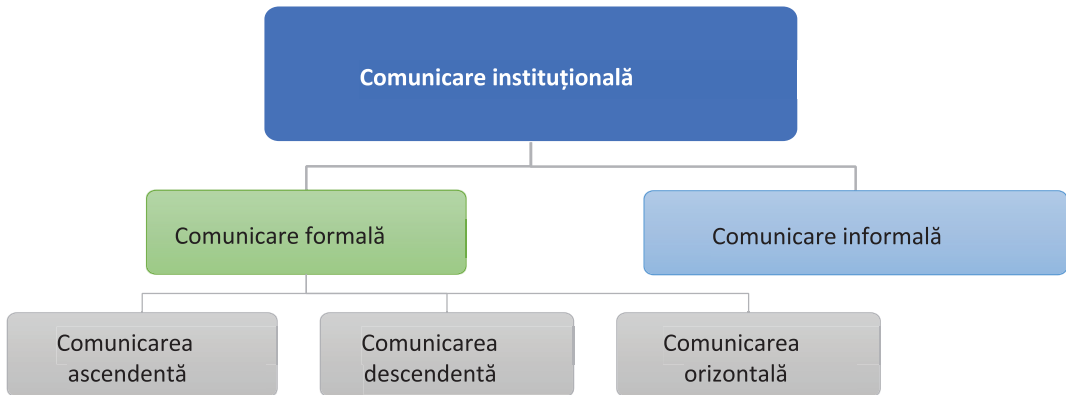 Comunicare instituțională
Comunicare formală
Comunicare informală
Comunicarea
ascendentă
Comunicarea
descendentă
Comunicarea
orizontală